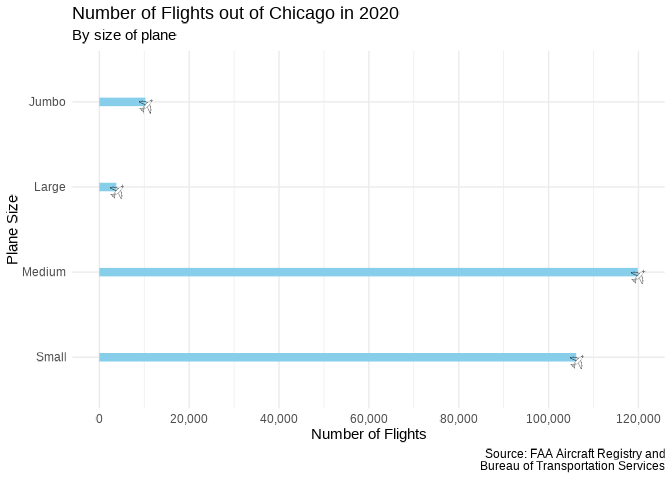 Number of Flights out of Chicago in 2020
By size of plane
Plane Size
Jumbo
Large
Medium
Small
0 20,000 40,000 60,000 80,000 100,000 120,000
Number of Flights
Source: FAA Aircraft Registry and
Bureau of Transportation Services